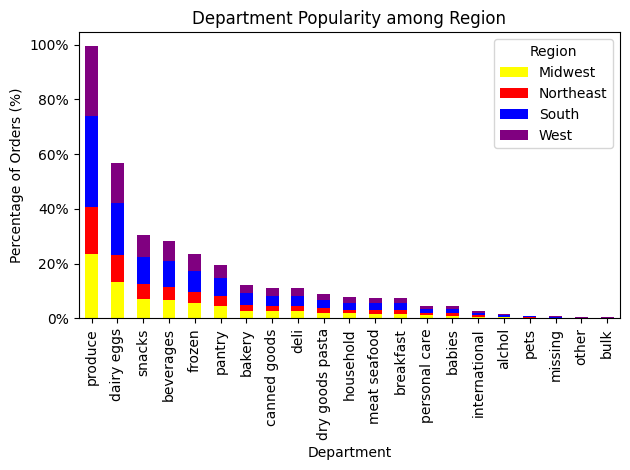 Department Popularity among Region
Percentage of Orders (%)
100%
80%
60%
40%
20%
0%
Region
Midwest
Northeast
South
West
produce
dairy eggs
snacks
beverages
frozen
pantry
bakery
canned goods
deli
dry goods pasta
household
meat seafood
breakfast
personal care
babies
international
alchol
pets
missing
other
bulk
Department